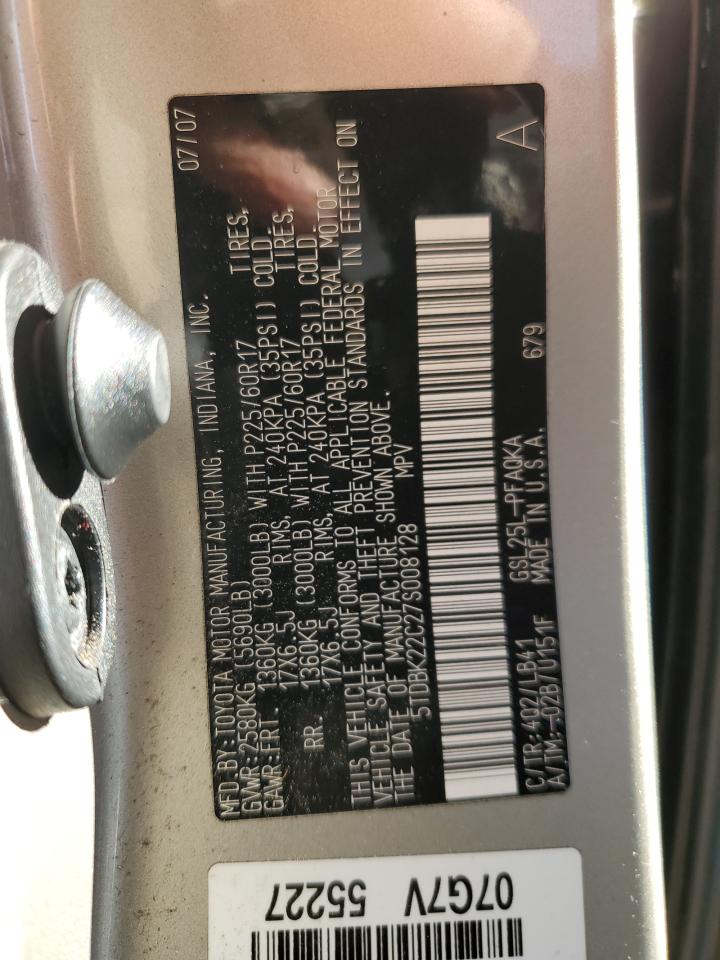 MFD.BY:TOYOTA MOTOR MANUFACTURING, INDIANA, INC. 07/07
GVWR:2580KG (5690LB)
GAWR:FRT. 1360KG (3000LB) WITH P225/60R17 TIRES,
17X6.5J RIMS, AT 240KPA (35PSI) COLD
RR. 1360KG (3000LB) WITH P225/60R17 TIRES,
17X6.5J RIMS, AT 240KPA (35PSI) COLD.
THIS VEHICLE CONFORMS TO ALL APPLICABLE FEDERAL MOTOR
VEHICLE SAFETY AND THEFT PREVENTION STANDARDS IN EFFECT ON
THE DATE OF MANUFACTURE SHOWN ABOVE.
5TDBK22C27S008128 MPV
C/TR:4R2/LB41 GSL25L-PFAQKA
A/TM:-02B/U151F MADE IN U.S.A. 679 A
07G7V 55227